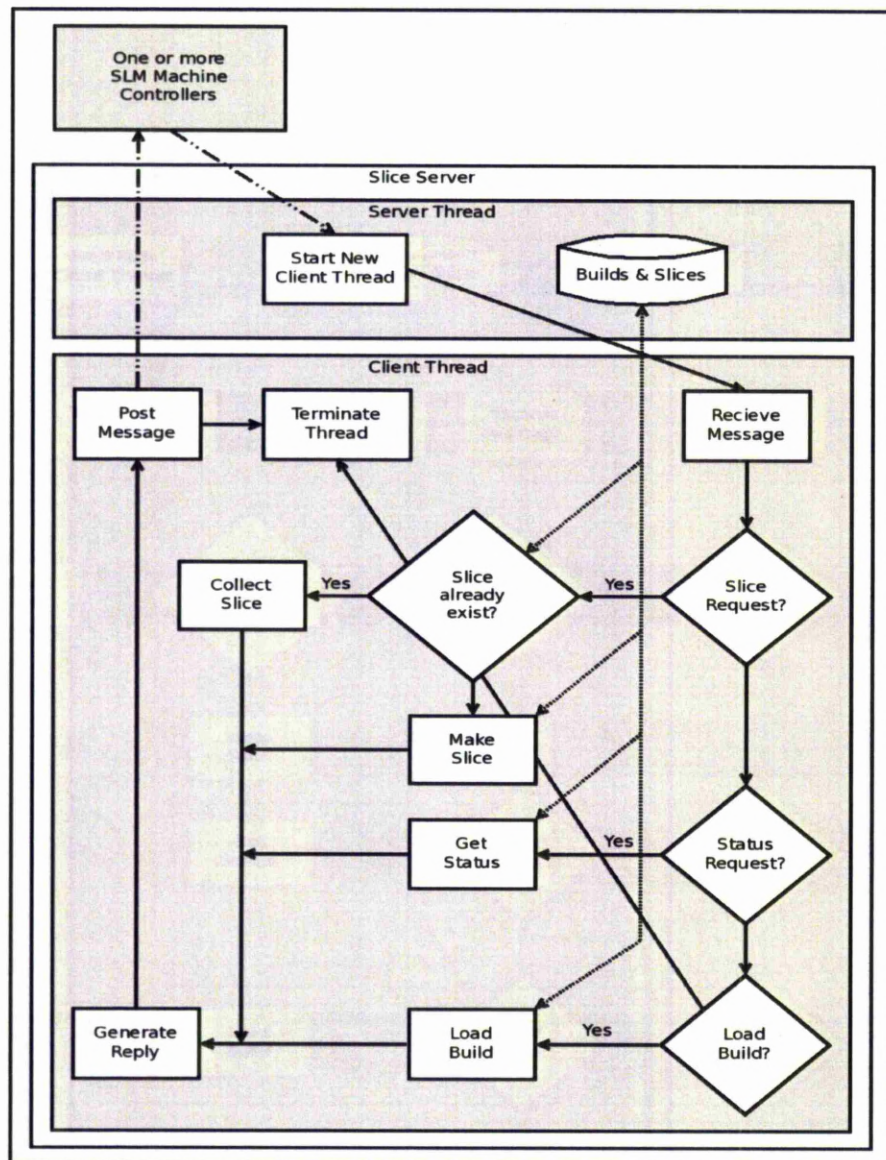 One or more
SLM Machine
Controllers
Slice Server
Server Thread
Start New
Client Thread
Builds & Slices
Client Thread
Post
Message
Terminate
Thread
Recieve
Message
Collect
Slice
Yes
Slice
already
exist?
Yes
Slice
Request?
Make
Slice
Get
Status
Yes
Status
Request?
Generate
Reply
Load
Build
Yes
Load
Build?